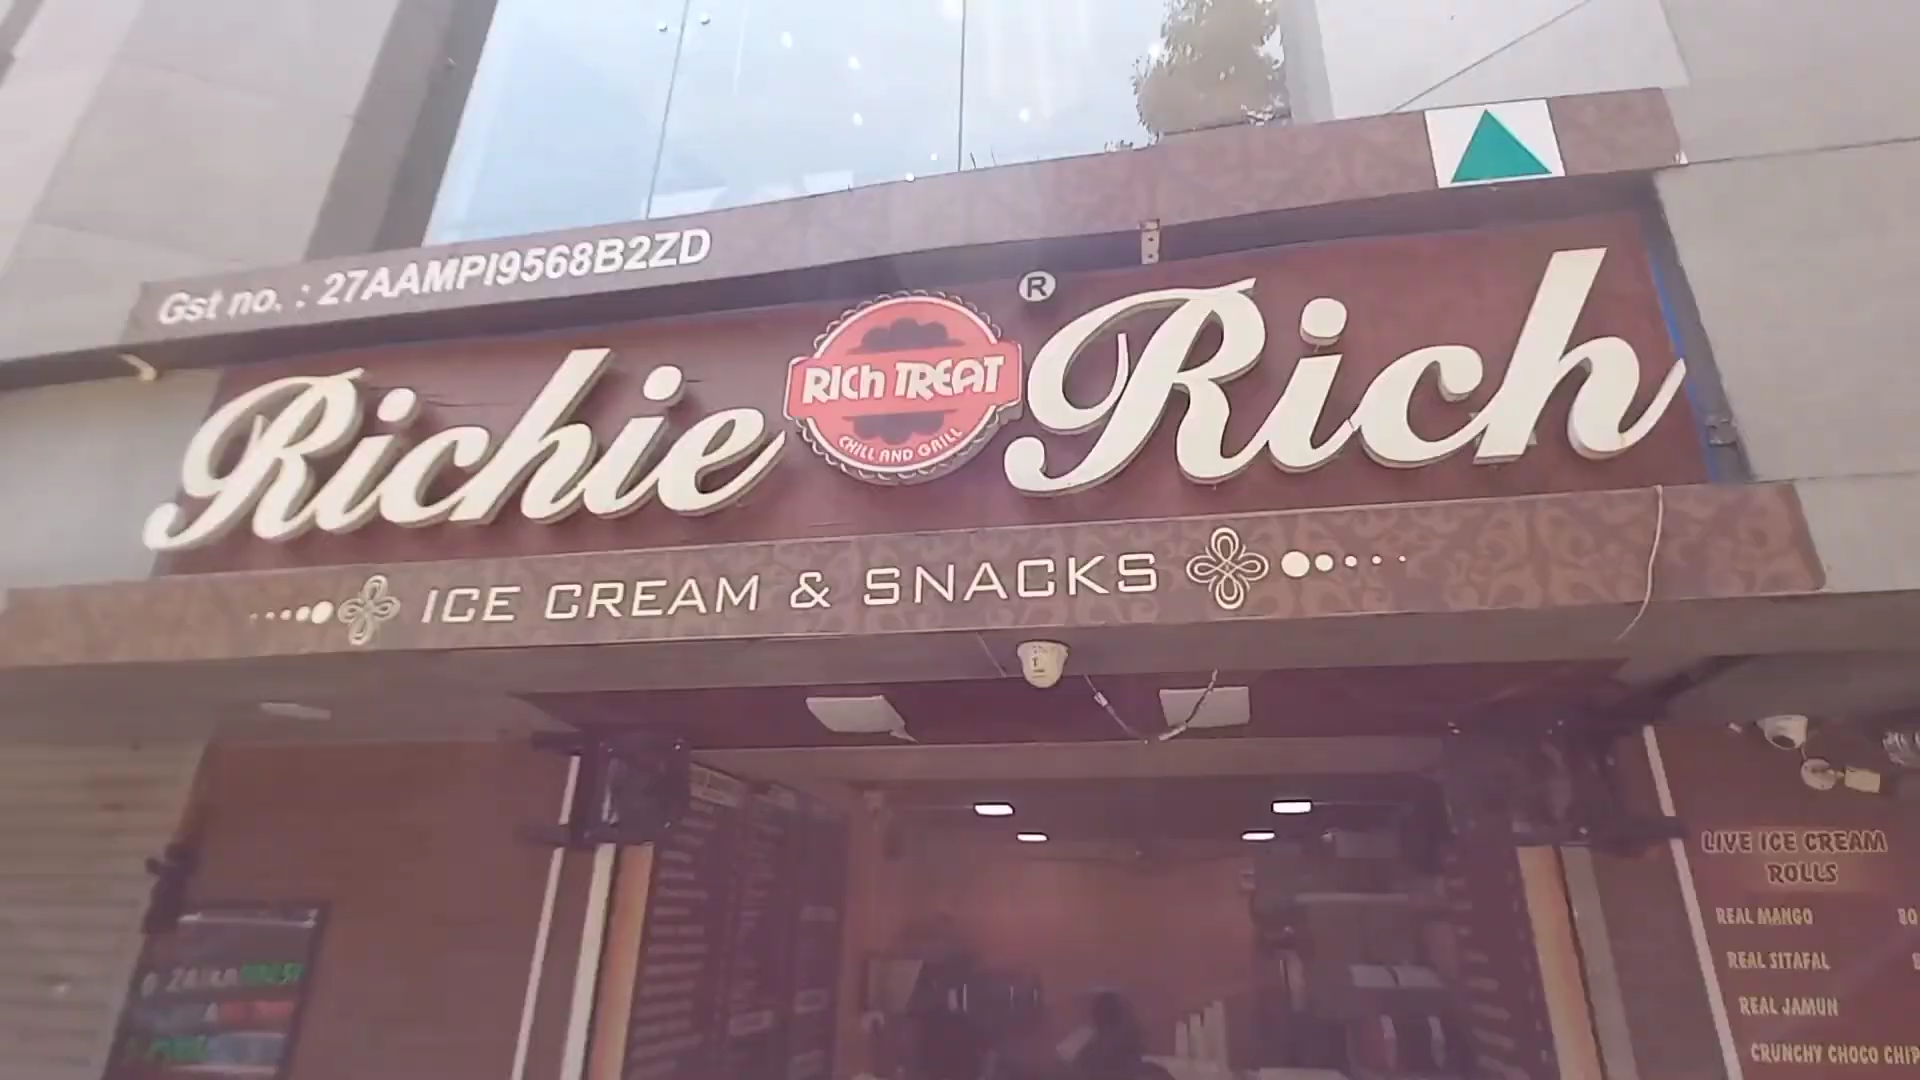 Gst no. : 27AAMPI9568B2ZD
®
Richie Rich
RICh TREAT
CHILL AND GRILL
ICE CREAM & SNACKS
LIVE ICE CREAM
ROLLS
REAL MANGO 80
REAL SITAFAL
REAL JAMUN
CRUNCHY CHOCO CHIP